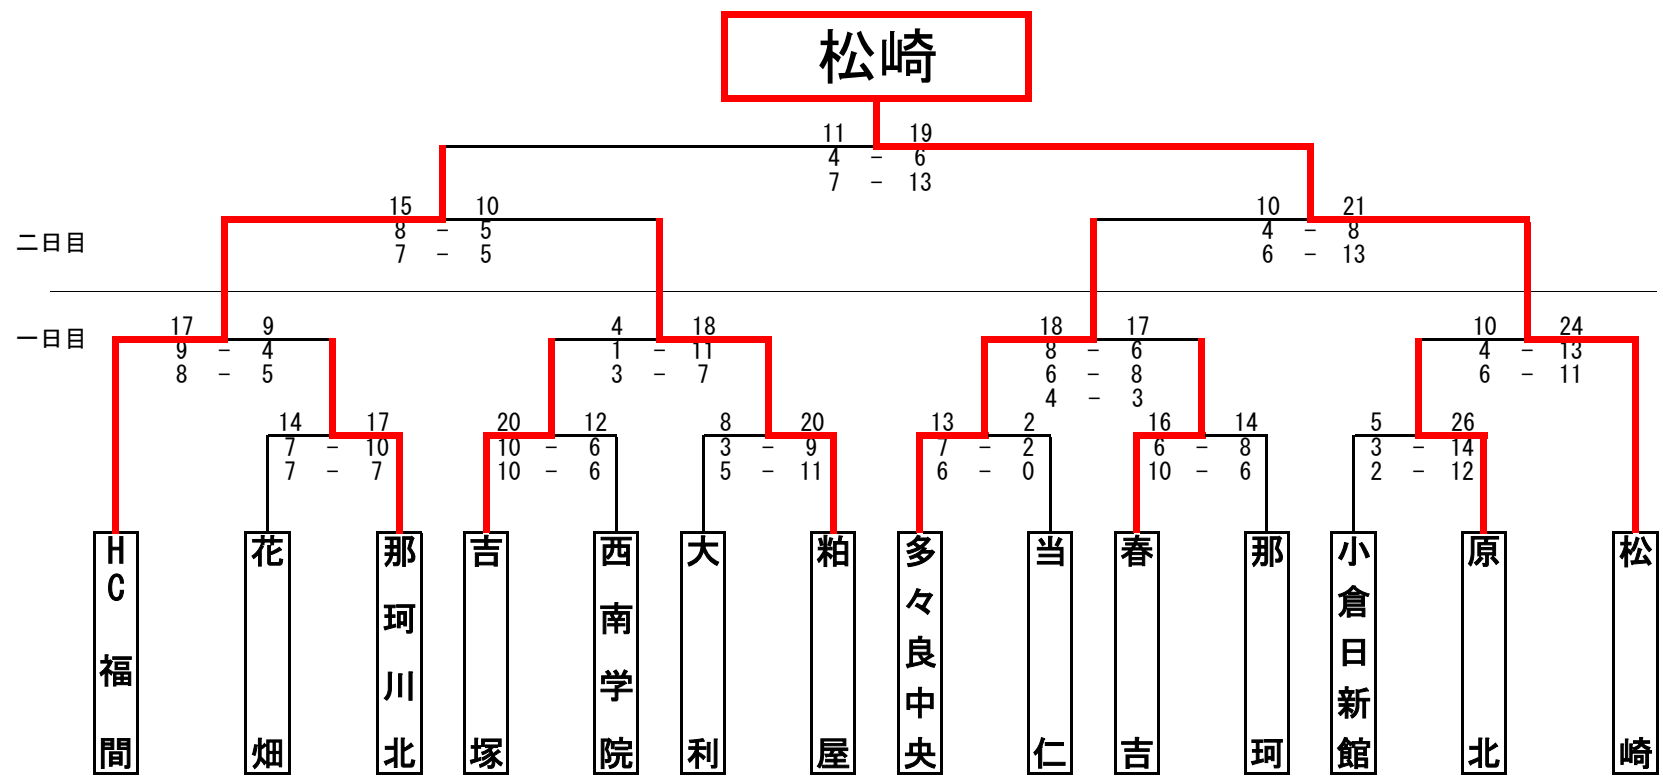 松崎
11 19
4 - 6
7 - 13
15 10 10 21
8 - 5 4 - 8
二日目
7 - 5 6 - 13
17 9 4 18 18 17 10 24
一日目
9 - 4 1 - 11 8 - 6 4 - 13
8 - 5 3 - 7 6 - 8 6 - 11
4 - 3
14 17 20 12 8 20 13 2 16 14 5 26
7 - 10 10 - 6 3 - 9 7 - 2 6 - 8 3 - 14
7 - 7 10 - 6 5 - 11 6 - 0 10 - 6 2 - 12
HC福間
花畑
那珂川北
吉塚
西南学院
大利
粕屋
多々良中央
当仁
春吉
那珂
小倉日新館
原北
松崎